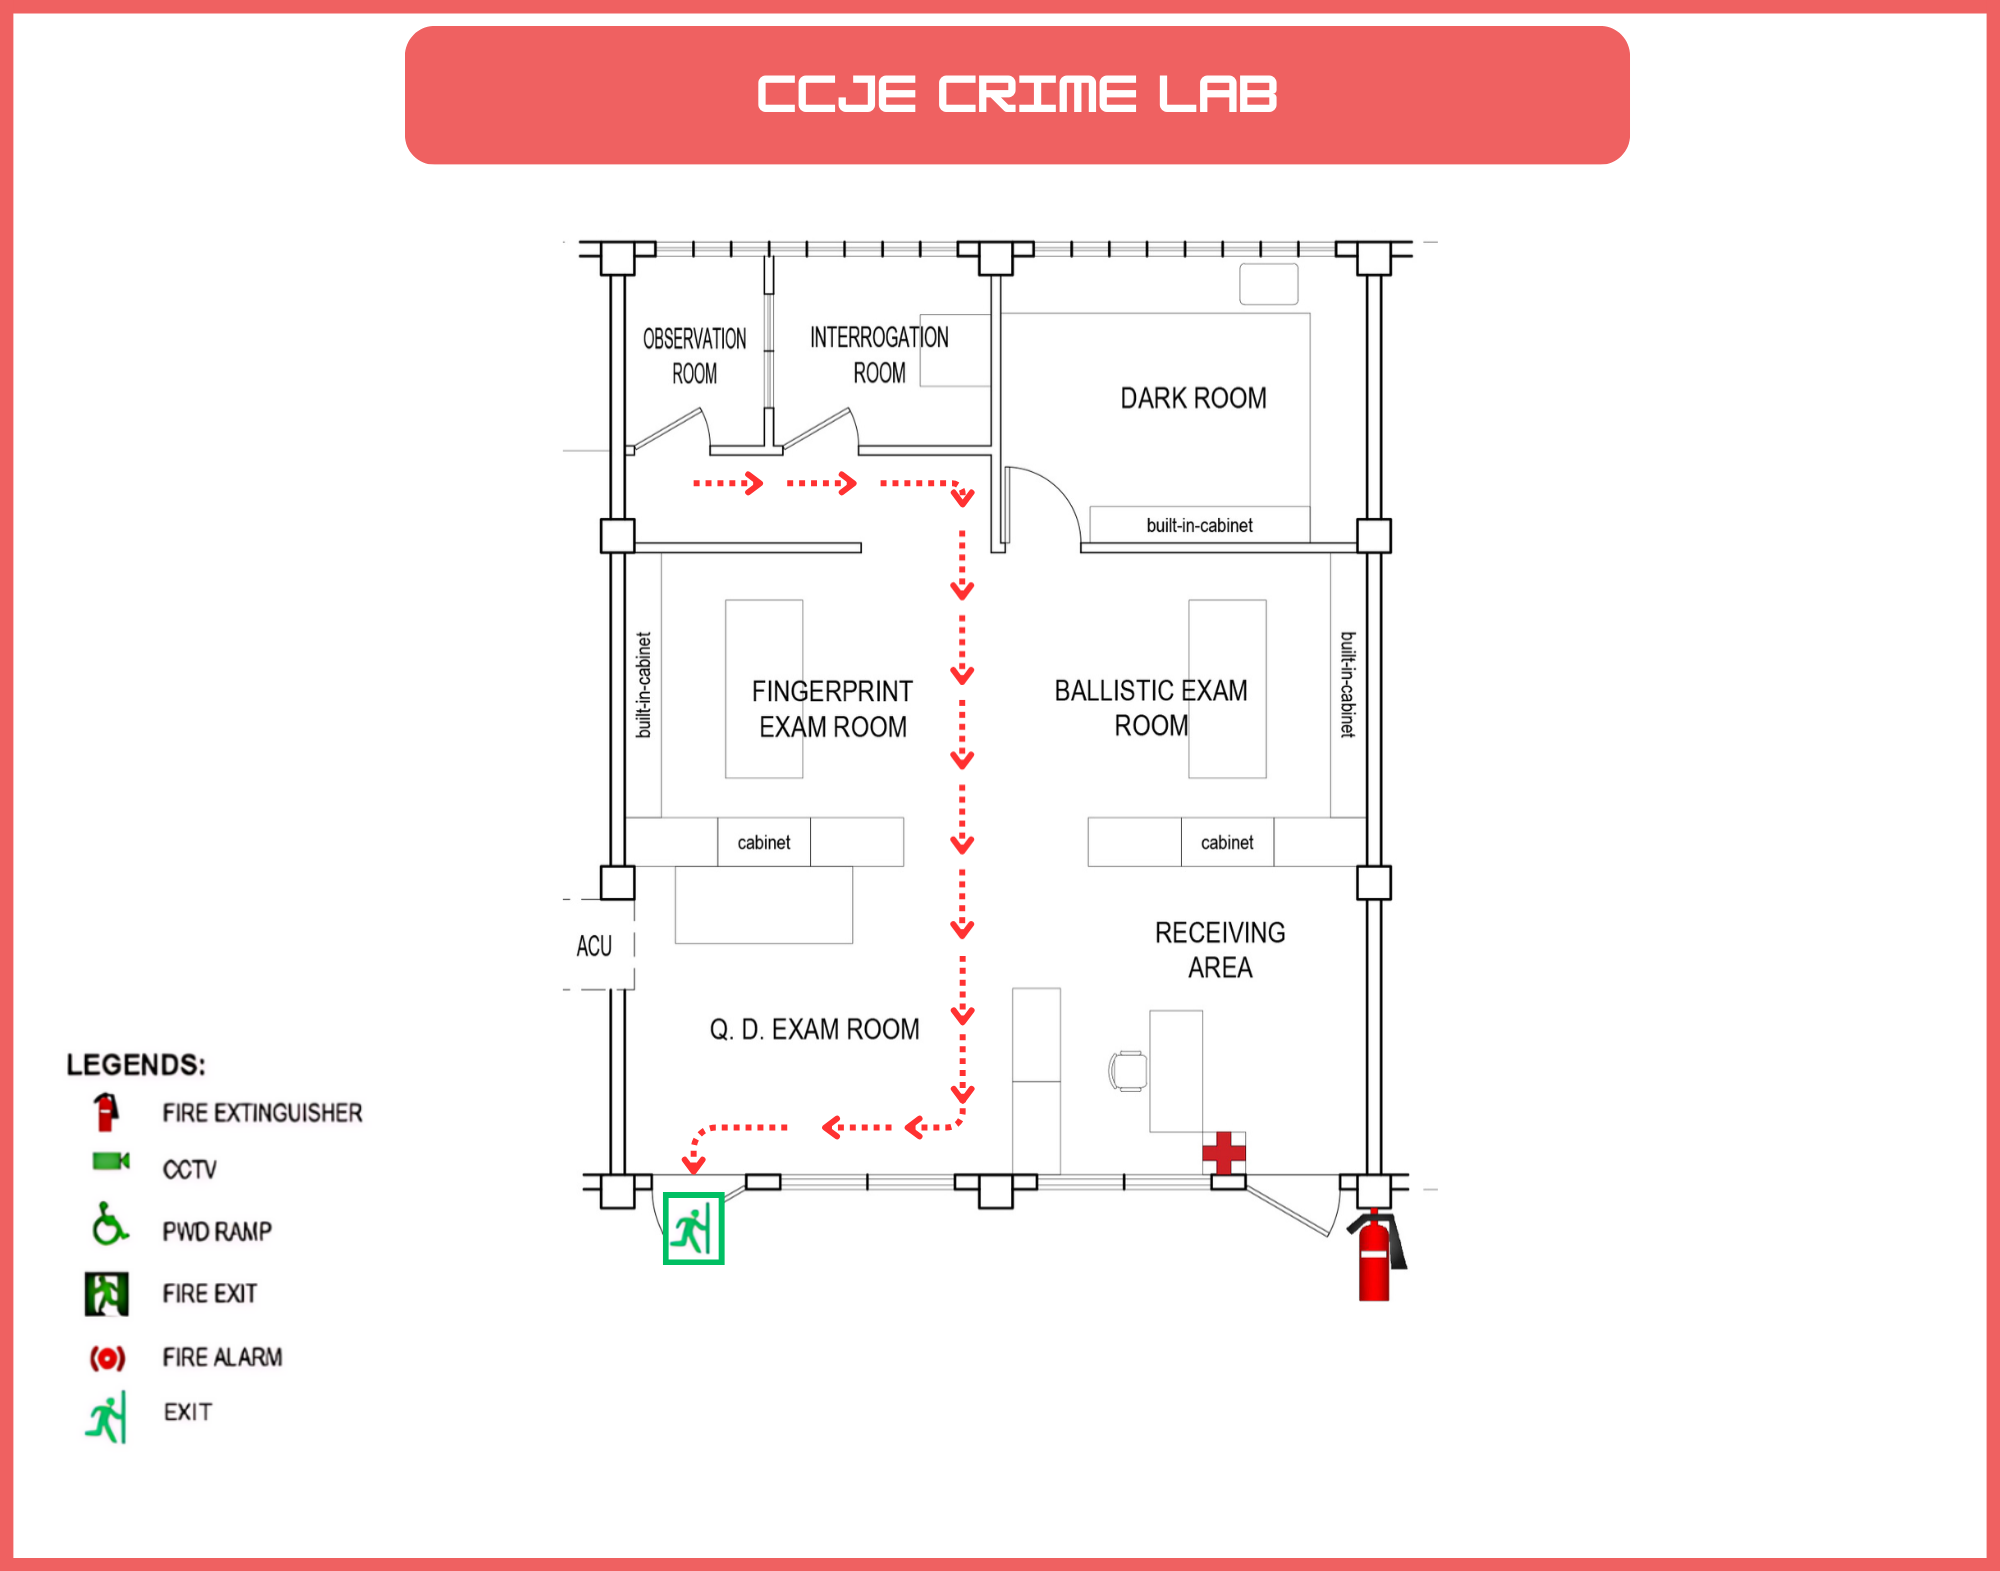 CCJE CRIME LAB
OBSERVATION
ROOM
INTERROGATION
ROOM
DARK ROOM
built-in-cabinet
built-in-cabinet
FINGERPRINT
EXAM ROOM
BALLISTIC EXAM
ROOM
built-in-cabinet
cabinet
cabinet
ACU
RECEIVING
AREA
Q. D. EXAM ROOM
LEGENDS:
FIRE EXTINGUISHER
CCTV
PWD RAMP
FIRE EXIT
FIRE ALARM
EXIT